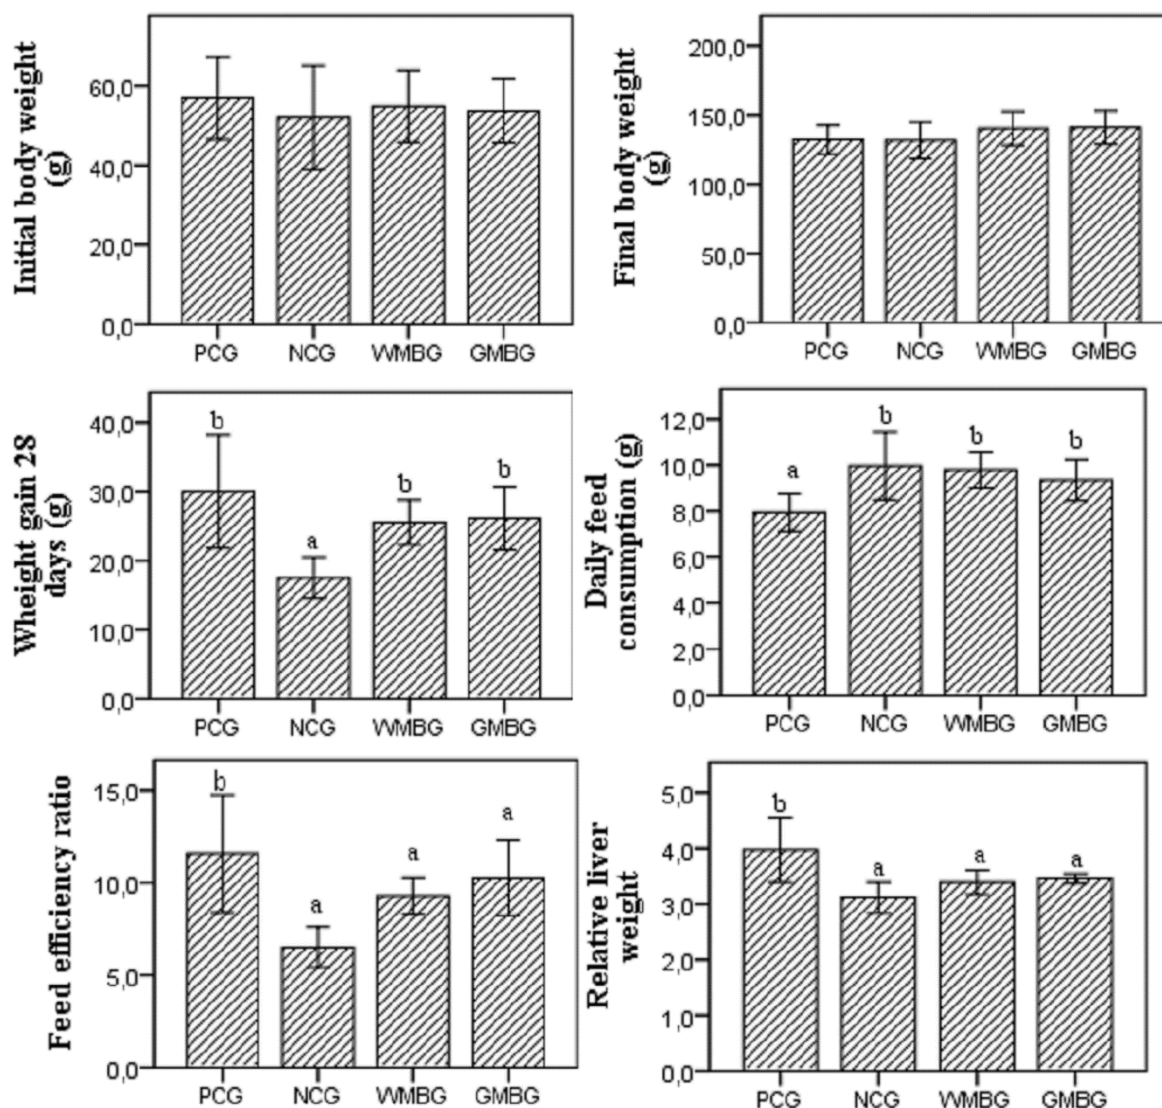 Initial body weight
(g)
60,0
40,0
20,0
0,0
PCG NCG WMBG GMBG
Final body weight
(g)
200,0
150,0
100,0
50,0
0,0
PCG NCG WMBG GMBG
Wheight gain 28
days (g)
40,0
30,0
20,0
10,0
0,0
b a b b
PCG NCG WMBG GMBG
Daily feed
consumption (g)
12,0
10,0
8,0
6,0
4,0
2,0
0,0
a b b b
PCG NCG WMBG GMBG
Feed efficiency ratio
15,0
10,0
5,0
0,0
b a a a
PCG NCG WMBG GMBG
Relative liver
weight
5,0
4,0
3,0
2,0
1,0
0,0
b a a a
PCG NCG WMBG GMBG